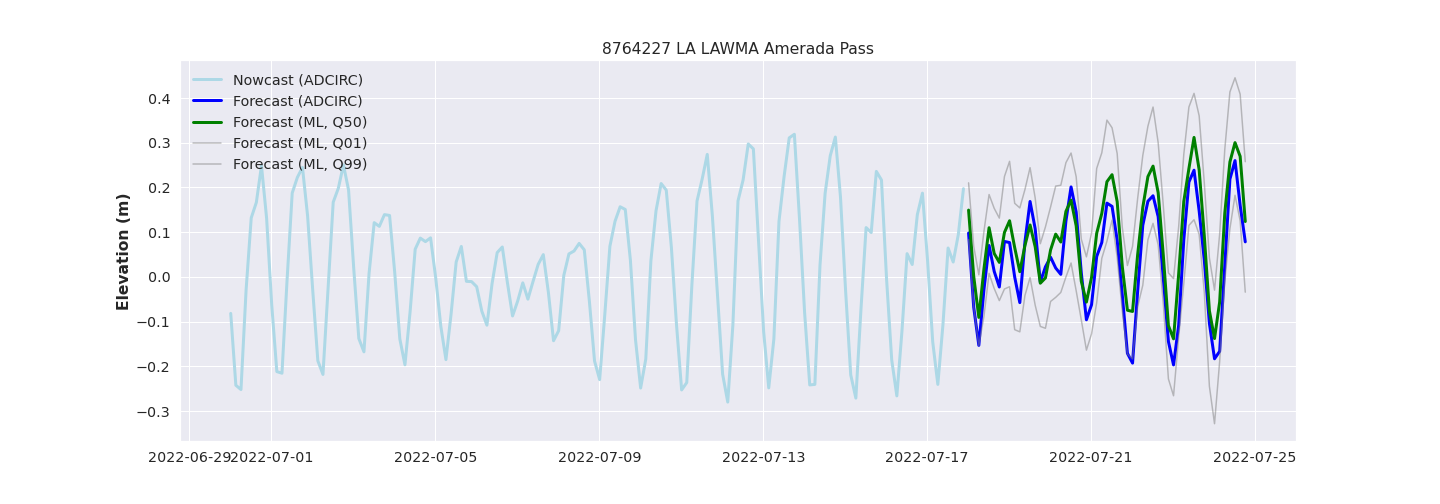 8764227 LA LAWMA Amerada Pass
Nowcast (ADCIRC)
Forecast (ADCIRC)
Forecast (ML, Q50)
Forecast (ML, Q01)
Forecast (ML, Q99)
Elevation (m)
0.4
0.3
0.2
0.1
0.0
−0.1
−0.2
−0.3
2022-06-29 2022-07-01 2022-07-05 2022-07-09 2022-07-13 2022-07-17 2022-07-21 2022-07-25